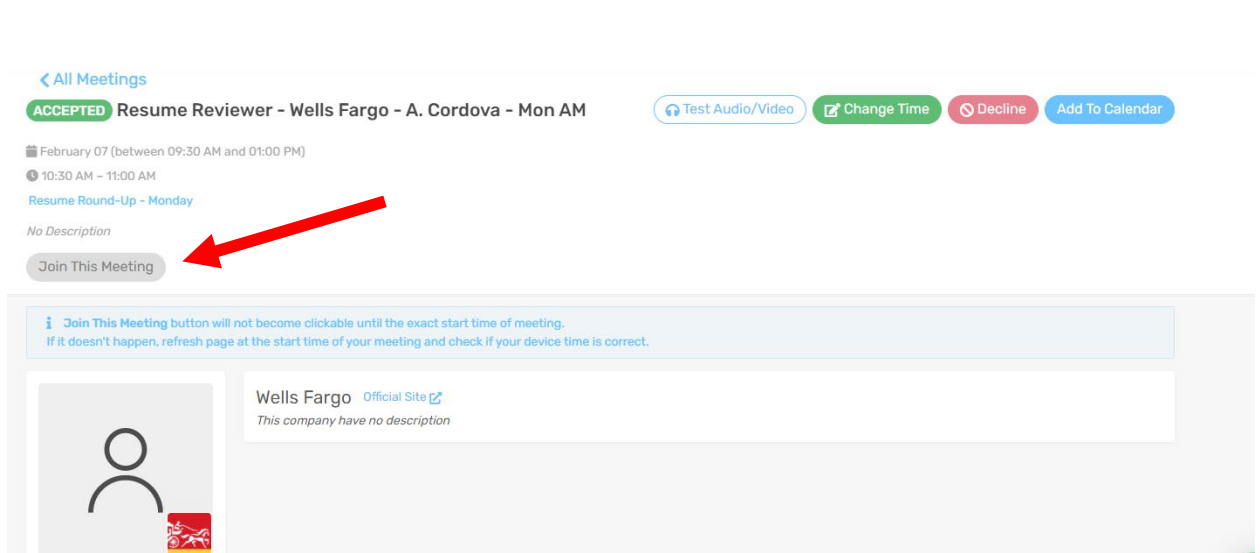 All Meetings
ACCEPTED Resume Reviewer - Wells Fargo - A. Cordova - Mon AM
Test Audio/Video Change Time Decline Add To Calendar
February 07 (between 09:30 AM and 01:00 PM)
10:30 AM - 11:00 AM
Resume Round-Up - Monday
No Description
Join This Meeting
Join This Meeting button will not become clickable until the exact start time of meeting.
If it doesn't happen, refresh page at the start time of your meeting and check if your device time is correct.
Wells Fargo Official Site
This company have no description